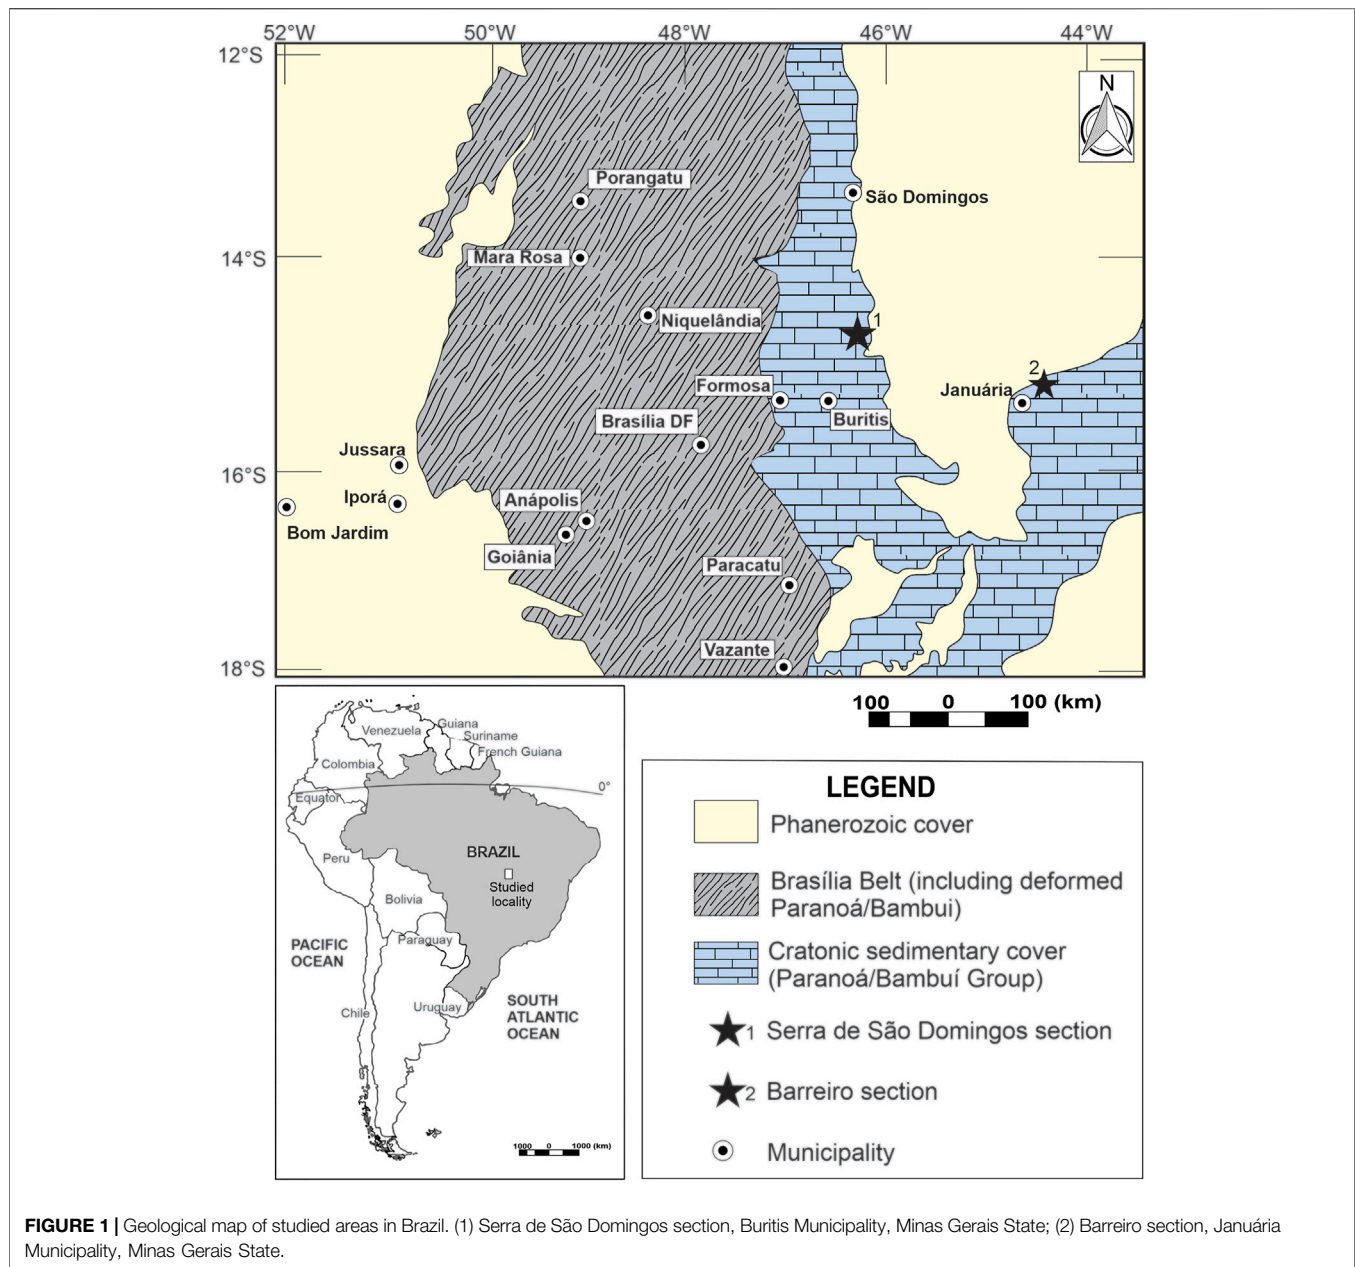 52°W
50°W
48°W
46°W
44°W
12°S
14°S
16°S
18°S
N
Porangatu
São Domingos
Mara Rosa
Niquelândia
1
2
Formosa
Januária
Brasília DF
Buritis
Jussara
Iporá
Anápolis
Bom Jardim
Goiânia
Paracatu
Vazante
100 0 100 (km)
Venezuela
Guiana
Suriname
French Guiana
Colombia
Equator
0°
Peru
BRAZIL
Studied
locality
Bolivia
Paraguay
PACIFIC
OCEAN
Chile
Uruguay
SOUTH
ATLANTIC
OCEAN
1000 0 1000 (km)
LEGEND
Phanerozoic cover
Brasília Belt (including deformed
Paranoá/Bambui)
Cratonic sedimentary cover
(Paranoá/Bambuí Group)
1 Serra de São Domingos section
2 Barreiro section
Municipality
FIGURE 1 | Geological map of studied areas in Brazil. (1) Serra de São Domingos section, Buritis Municipality, Minas Gerais State; (2) Barreiro section, Januária
Municipality, Minas Gerais State.